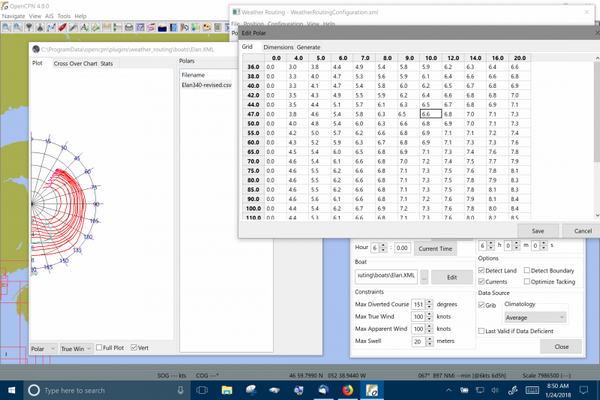 OpenCPN 4.8.0
Navigate View AIS Tools Help
Weather Routing - WeatherRoutingConfiguration.xml
File Position Configuration View Help
C:\ProgramData\opencpn\plugins\weather_routing\boats\Elan.XML
Plot Cross Over Chart Stats
Polars
Filename
Elan340-revised.csv
Edit Polar
Grid Dimensions Generate
0.0 4.0 5.0 6.0 7.0 8.0 9.0 10.0 12.0 14.0 16.0 20.0
36.0 0.0 3.0 3.8 4.4 4.9 5.4 5.8 5.9 6.2 6.3 6.4 6.6
38.0 0.0 3.3 4.0 4.7 5.3 5.6 5.9 6.1 6.4 6.6 6.6 6.8
40.0 0.0 3.3 4.1 4.7 5.4 5.8 6.0 6.2 6.5 6.7 6.8 6.9
42.0 0.0 3.5 4.3 4.9 5.5 5.9 6.2 6.4 6.6 6.8 6.8 7.0
44.0 0.0 3.5 4.4 5.1 5.7 6.1 6.3 6.5 6.7 6.8 6.9 7.1
47.0 0.0 3.8 4.6 5.4 5.8 6.3 6.5 6.6 6.8 7.0 7.1 7.3
50.0 0.0 4.0 4.8 5.4 6.0 6.3 6.6 6.8 6.9 7.0 7.1 7.3
55.0 0.0 4.2 5.0 5.7 6.2 6.6 6.8 6.9 7.1 7.1 7.2 7.4
60.0 0.0 4.3 5.2 5.9 6.3 6.7 6.8 6.9 7.1 7.3 7.4 7.6
65.0 0.0 4.5 5.4 6.0 6.5 6.8 6.9 7.1 7.3 7.4 7.6 7.8
70.0 0.0 4.6 5.4 6.1 6.6 6.8 7.0 7.2 7.4 7.5 7.7 7.9
75.0 0.0 4.6 5.5 6.1 6.6 6.8 7.1 7.3 7.5 7.6 7.7 8.1
80.0 0.0 4.6 5.5 6.2 6.6 6.8 7.1 7.3 7.5 7.8 7.9 8.3
85.0 0.0 4.6 5.5 6.2 6.6 6.8 7.1 7.3 7.5 7.8 8.1 8.3
90.0 0.0 4.6 5.5 6.2 6.6 6.8 7.1 7.2 7.6 7.9 8.1 8.4
100.0 0.0 4.4 5.4 6.2 6.7 6.9 7.2 7.3 7.6 7.8 8.0 8.4
110.0 0.0 4.4 5.3 6.1 6.6 6.8 7.1 7.3 7.6 8.0 8.2 8.5
Save Cancel
Hour 6 : 0.00 Current Time
6 h 0 m 0 s
Boat
ruting\boats\Elan.XML ... Edit
Constraints
Max Diverted Course 151 degrees
Max True Wind 100 knots
Max Apparent Wind 100 knots
Max Swell 20 meters
Options
Detect Land Detect Boundary
Currents Optimize Tacking
Data Source
Grib Climatology
Average
Last Valid if Data Deficient
Close
Polar True Win Full Plot Vert
SOG --- kts COG ---° 46 59.7990 N 052 38.9440 W 067° 897 NMi --min (@6kts 6d5h) Scale 7986500 (---)
Type here to search
8:50 AM
1/24/2018